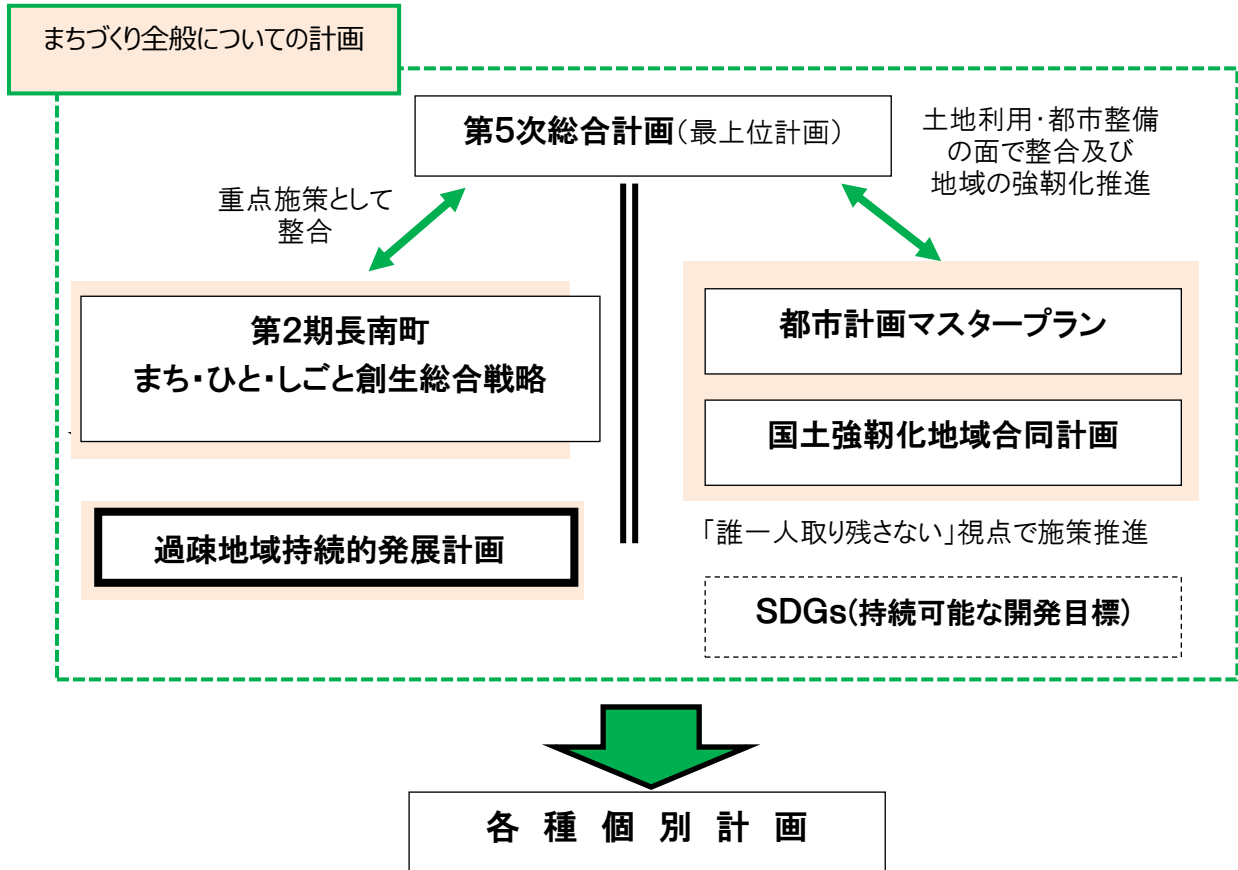 まちづくり全般についての計画
第5次総合計画(最上位計画)
土地利用・都市整備
の面で整合及び
地域の強靭化推進
重点施策として
整合
第2期長南町
まち・ひと・しごと創生総合戦略
都市計画マスタープラン
国土強靭化地域合同計画
過疎地域持続的発展計画
「誰一人取り残さない」視点で施策推進
SDGs(持続可能な開発目標)
各種個別計画